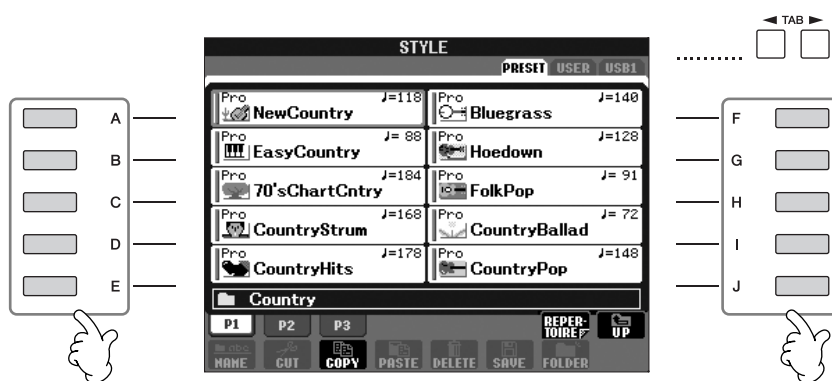 ◄ TAB ►
STYLE
PRESET USER USB1
A
B
C
D
E
Pro ♩=118
NewCountry
Pro ♩=140
Bluegrass
Pro ♩= 88
EasyCountry
Pro ♩=128
Hoedown
Pro ♩=184
70'sChartCntry
Pro ♩= 91
FolkPop
Pro ♩=168
CountryStrum
Pro ♩= 72
CountryBallad
Pro ♩=178
CountryHits
Pro ♩=148
CountryPop
F
G
H
I
J
Country
P1 P2 P3
REPER-
TOIRE
UP
abc
NAME CUT COPY PASTE DELETE SAVE FOLDER